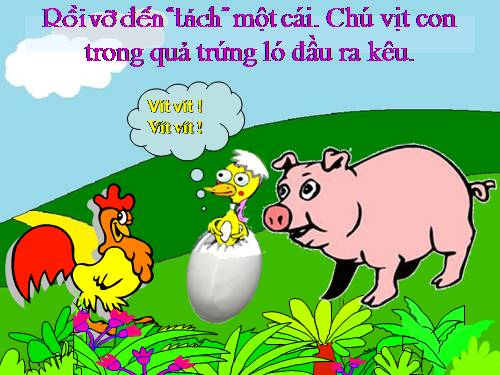 Rồi vỡ đến "tách" một cái. Chú vịt con
trong quả trứng ló đầu ra kêu.
Vít vít !
Vít vít !